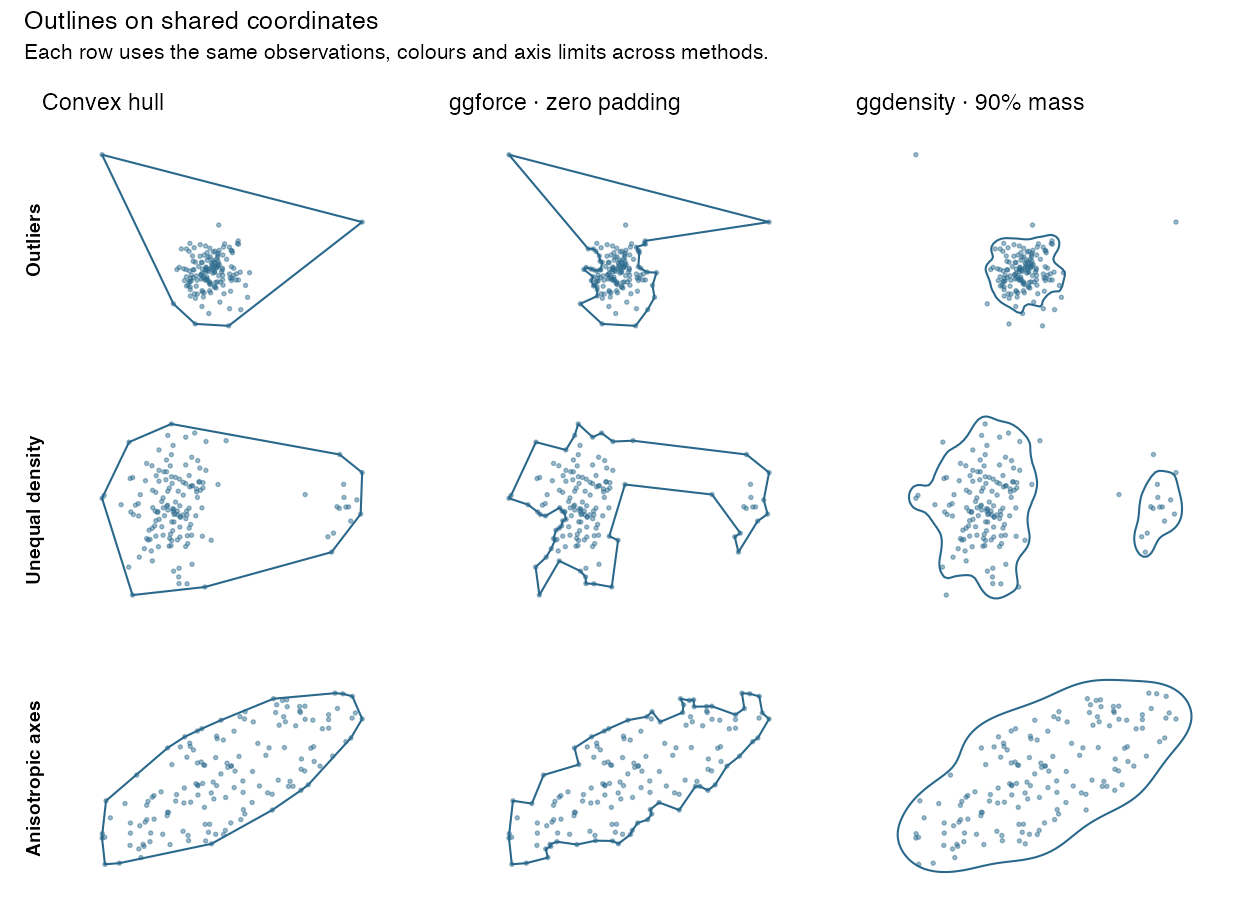 Outlines on shared coordinates
Each row uses the same observations, colours and axis limits across methods.
Convex hull
ggforce · zero padding
ggdensity · 90% mass
Outliers
Unequal density
Anisotropic axes